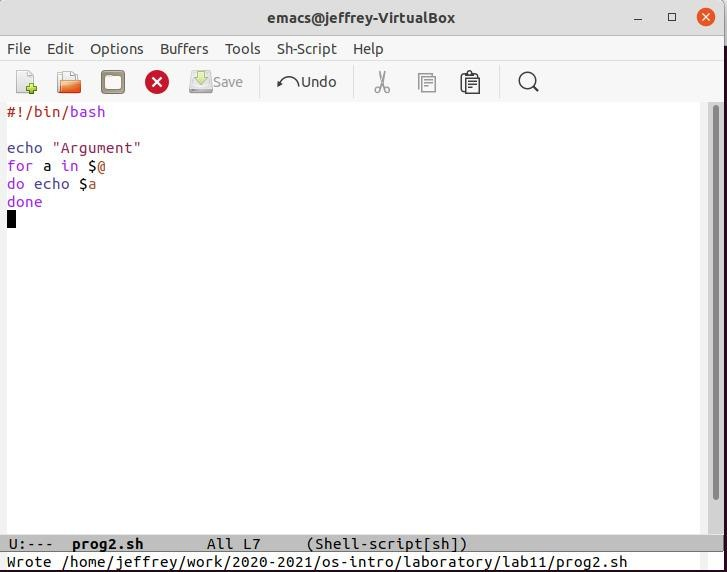 emacs@jeffrey-VirtualBox
File Edit Options Buffers Tools Sh-Script Help
Save Undo
#!/bin/bash
echo "Argument"
for a in $@
do echo $a
done
U:--- prog2.sh All L7 (Shell-script[sh])
Wrote /home/jeffrey/work/2020-2021/os-intro/laboratory/lab11/prog2.sh